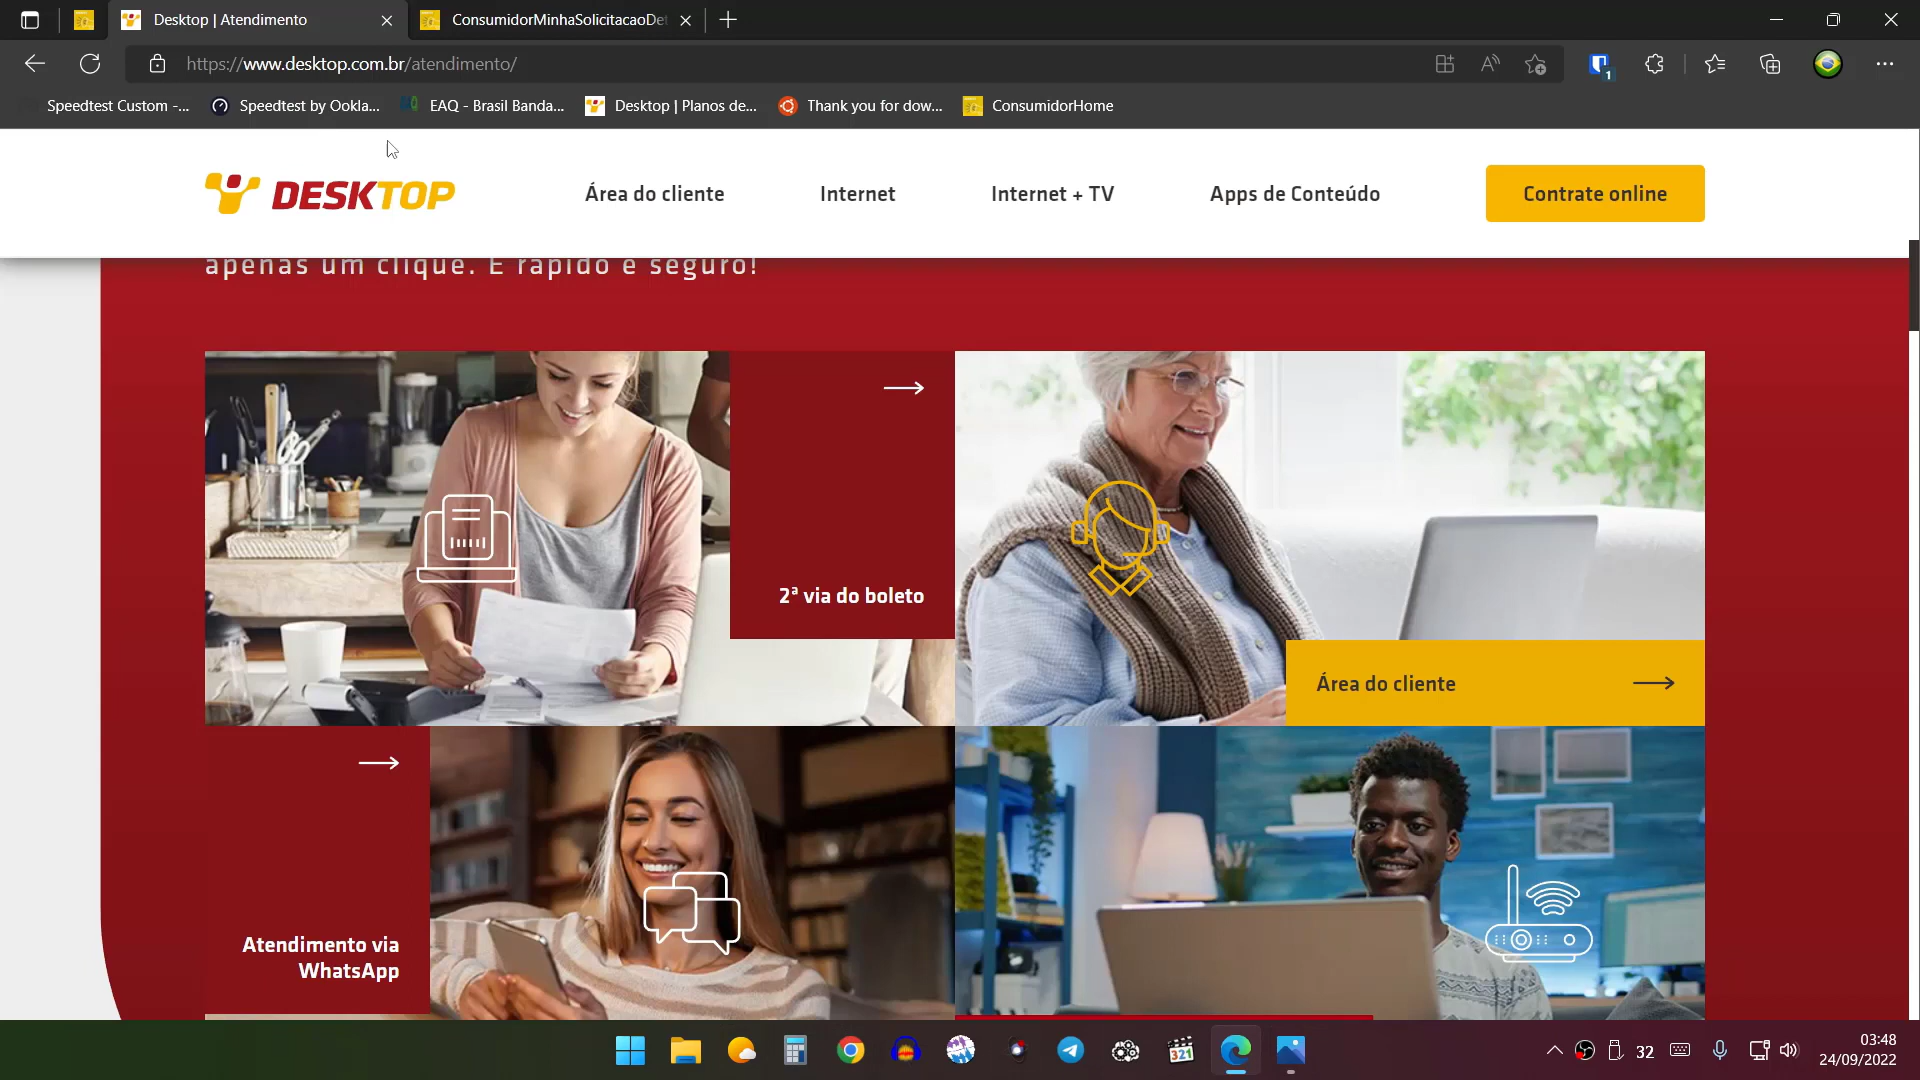 Desktop | Atendimento
ConsumidorMinhaSolicitacaoDet
https://www.desktop.com.br/atendimento/
1
Speedtest Custom -...
Speedtest by Ookla...
EAQ - Brasil Banda...
Desktop | Planos de...
Thank you for dow...
ConsumidorHome
DESKTOP
Área do cliente
Internet
Internet + TV
Apps de Conteúdo
Contrate online
apenas um clique. É rápido e seguro!
2ª via do boleto
Área do cliente
Atendimento via
WhatsApp
321
32
03:48
24/09/2022